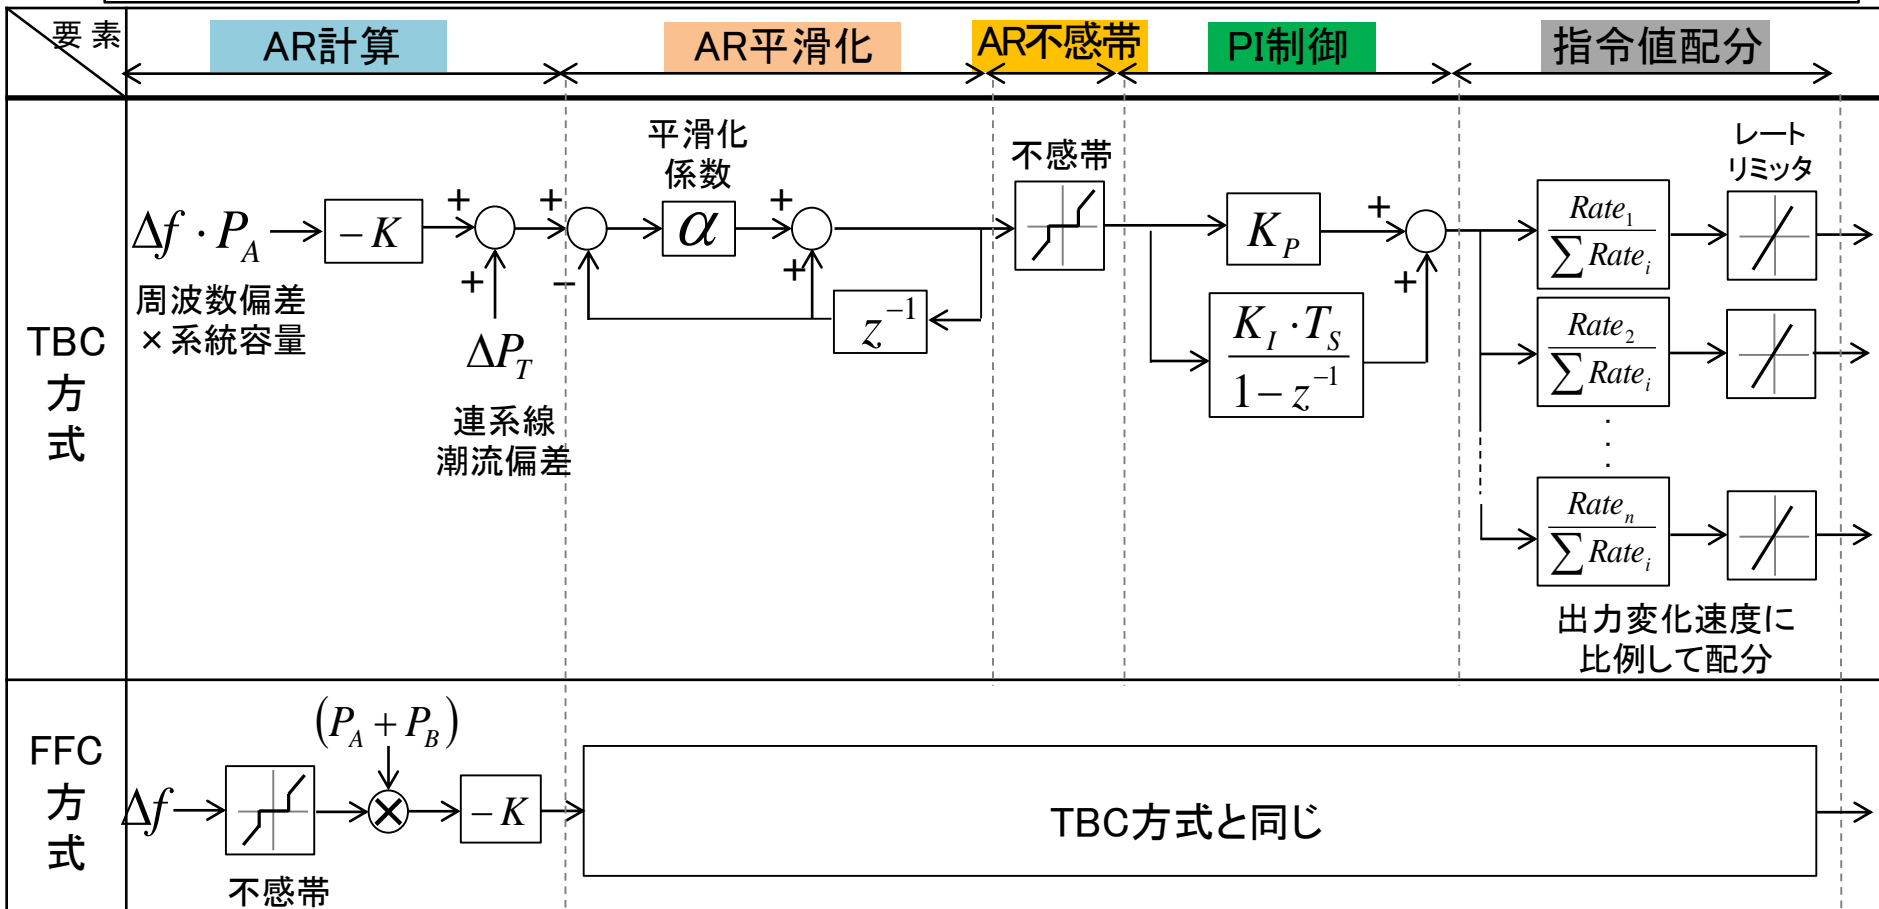 要素
AR計算
AR平滑化
AR不感帯
PI制御
指令値配分
TBC
方
式
Δf・P_A
周波数偏差
×系統容量
-K
+
+
ΔP_T
連系線
潮流偏差
+
-
平滑化
係数
α
+
+
z^{-1}
不感帯
K_P
K_I・T_S
1-z^{-1}
+
+
Rate_1
∑Rate_i
レート
リミッタ
Rate_2
∑Rate_i
・
・
・
Rate_n
∑Rate_i
出力変化速度に
比例して配分
FFC
方
式
Δf
不感帯
(P_A+P_B)
×
-K
TBC方式と同じ